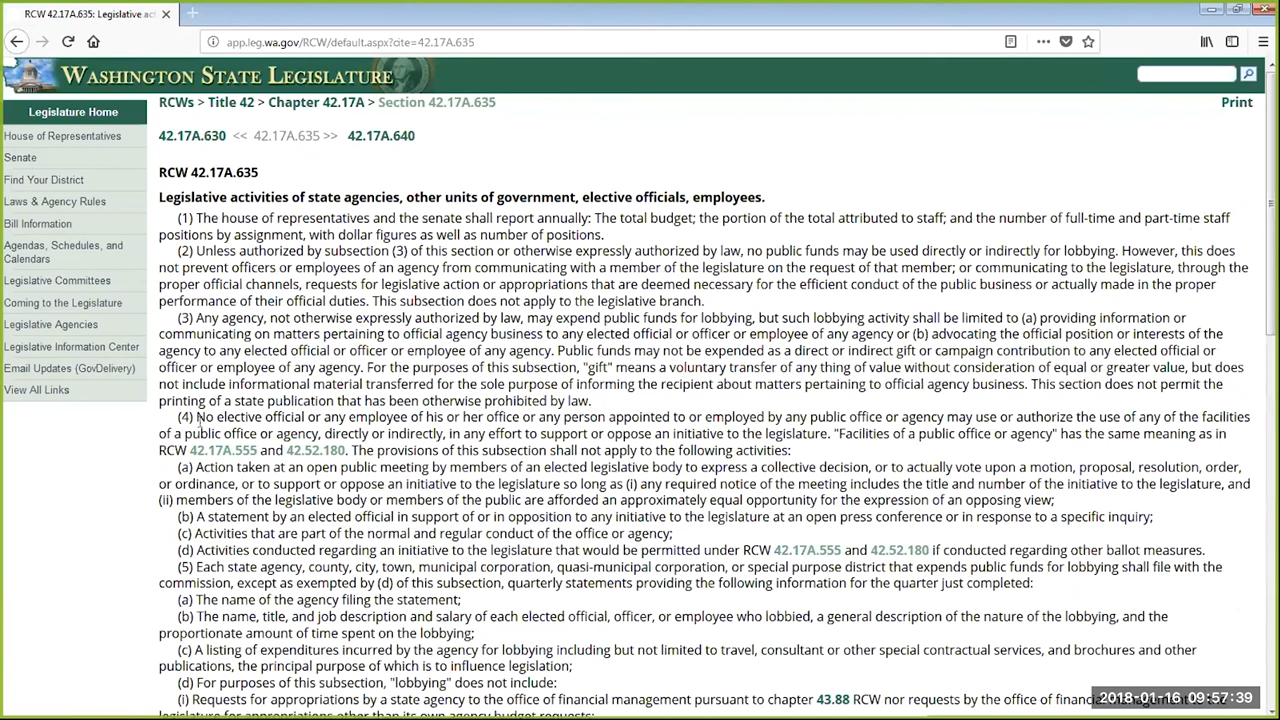 RCW 42.17A.635: Legislative act
app.leg.wa.gov/RCW/default.aspx?cite=42.17A.635
WASHINGTON STATE LEGISLATURE
Legislature Home
House of Representatives
Senate
Find Your District
Laws & Agency Rules
Bill Information
Agendas, Schedules, and
Calendars
Legislative Committees
Coming to the Legislature
Legislative Agencies
Legislative Information Center
Email Updates (GovDelivery)
View All Links
RCWs > Title 42 > Chapter 42.17A > Section 42.17A.635
Print
42.17A.630 << 42.17A.635 >> 42.17A.640
RCW 42.17A.635
Legislative activities of state agencies, other units of government, elective officials, employees.
(1) The house of representatives and the senate shall report annually: The total budget; the portion of the total attributed to staff; and the number of full-time and part-time staff
positions by assignment, with dollar figures as well as number of positions.
(2) Unless authorized by subsection (3) of this section or otherwise expressly authorized by law, no public funds may be used directly or indirectly for lobbying. However, this does
not prevent officers or employees of an agency from communicating with a member of the legislature on the request of that member; or communicating to the legislature, through the
proper official channels, requests for legislative action or appropriations that are deemed necessary for the efficient conduct of the public business or actually made in the proper
performance of their official duties. This subsection does not apply to the legislative branch.
(3) Any agency, not otherwise expressly authorized by law, may expend public funds for lobbying, but such lobbying activity shall be limited to (a) providing information or
communicating on matters pertaining to official agency business to any elected official or officer or employee of any agency or (b) advocating the official position or interests of the
agency to any elected official or officer or employee of any agency. Public funds may not be expended as a direct or indirect gift or campaign contribution to any elected official or
officer or employee of any agency. For the purposes of this subsection, "gift" means a voluntary transfer of any thing of value without consideration of equal or greater value, but does
not include informational material transferred for the sole purpose of informing the recipient about matters pertaining to official agency business. This section does not permit the
printing of a state publication that has been otherwise prohibited by law.
(4) No elective official or any employee of his or her office or any person appointed to or employed by any public office or agency may use or authorize the use of any of the facilities
of a public office or agency, directly or indirectly, in any effort to support or oppose an initiative to the legislature. "Facilities of a public office or agency" has the same meaning as in
RCW 42.17A.555 and 42.52.180. The provisions of this subsection shall not apply to the following activities:
(a) Action taken at an open public meeting by members of an elected legislative body to express a collective decision, or to actually vote upon a motion, proposal, resolution, order,
or ordinance, or to support or oppose an initiative to the legislature so long as (i) any required notice of the meeting includes the title and number of the initiative to the legislature, and
(ii) members of the legislative body or members of the public are afforded an approximately equal opportunity for the expression of an opposing view;
(b) A statement by an elected official in support of or in opposition to any initiative to the legislature at an open press conference or in response to a specific inquiry;
(c) Activities that are part of the normal and regular conduct of the office or agency;
(d) Activities conducted regarding an initiative to the legislature that would be permitted under RCW 42.17A.555 and 42.52.180 if conducted regarding other ballot measures.
(5) Each state agency, county, city, town, municipal corporation, quasi-municipal corporation, or special purpose district that expends public funds for lobbying shall file with the
commission, except as exempted by (d) of this subsection, quarterly statements providing the following information for the quarter just completed:
(a) The name of the agency filing the statement;
(b) The name, title, and job description and salary of each elected official, officer, or employee who lobbied, a general description of the nature of the lobbying, and the
proportionate amount of time spent on the lobbying;
(c) A listing of expenditures incurred by the agency for lobbying including but not limited to travel, consultant or other special contractual services, and brochures and other
publications, the principal purpose of which is to influence legislation;
(d) For purposes of this subsection, "lobbying" does not include:
(i) Requests for appropriations by a state agency to the office of financial management pursuant to chapter 43.88 RCW nor requests by the office of
legislature for appropriations other than its own agency budget requests;
2018-01-16 09:57:39